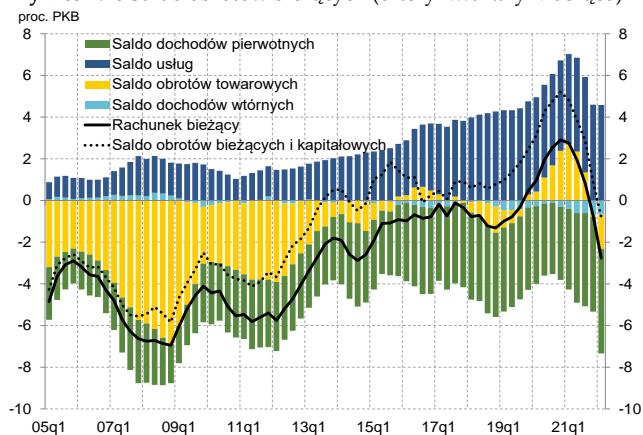 proc. PKB
8
8
6
6
4
4
2
2
0
0
-2
-2
-4
-4
-6
-6
-8
-8
-10
-10
Saldo dochodów pierwotnych
Saldo usług
Saldo obrotów towarowych
Saldo dochodów wtórnych
Rachunek bieżący
Saldo obrotów bieżących i kapitałowych
05q1 07q1 09q1 11q1 13q1 15q1 17q1 19q1 21q1